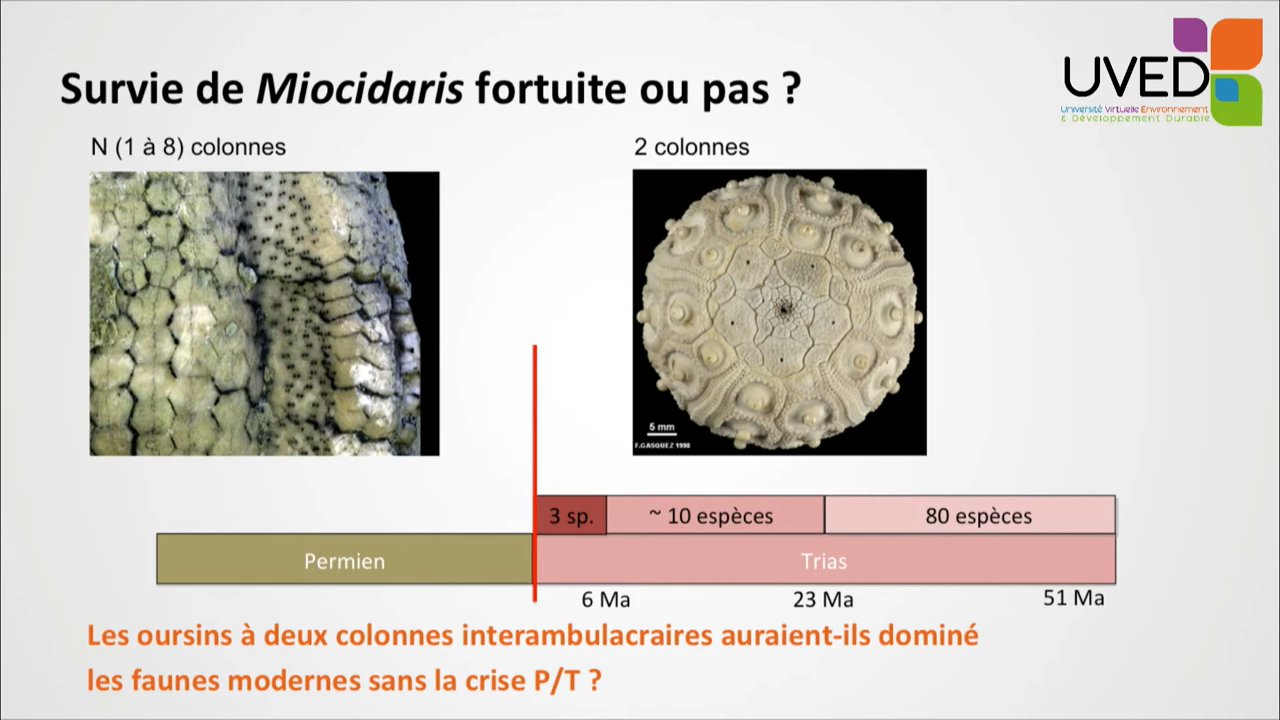 Survie de Miocidaris fortuite ou pas ?
UVED
Université Virtuelle Environnement
& Développement Durable
N (1 à 8) colonnes
2 colonnes
5 mm
F.GASQUEZ 1998
3 sp.
~ 10 espèces
80 espèces
Permien
Trias
6 Ma
23 Ma
51 Ma
Les oursins à deux colonnes interambulacraires auraient-ils dominé
les faunes modernes sans la crise P/T ?